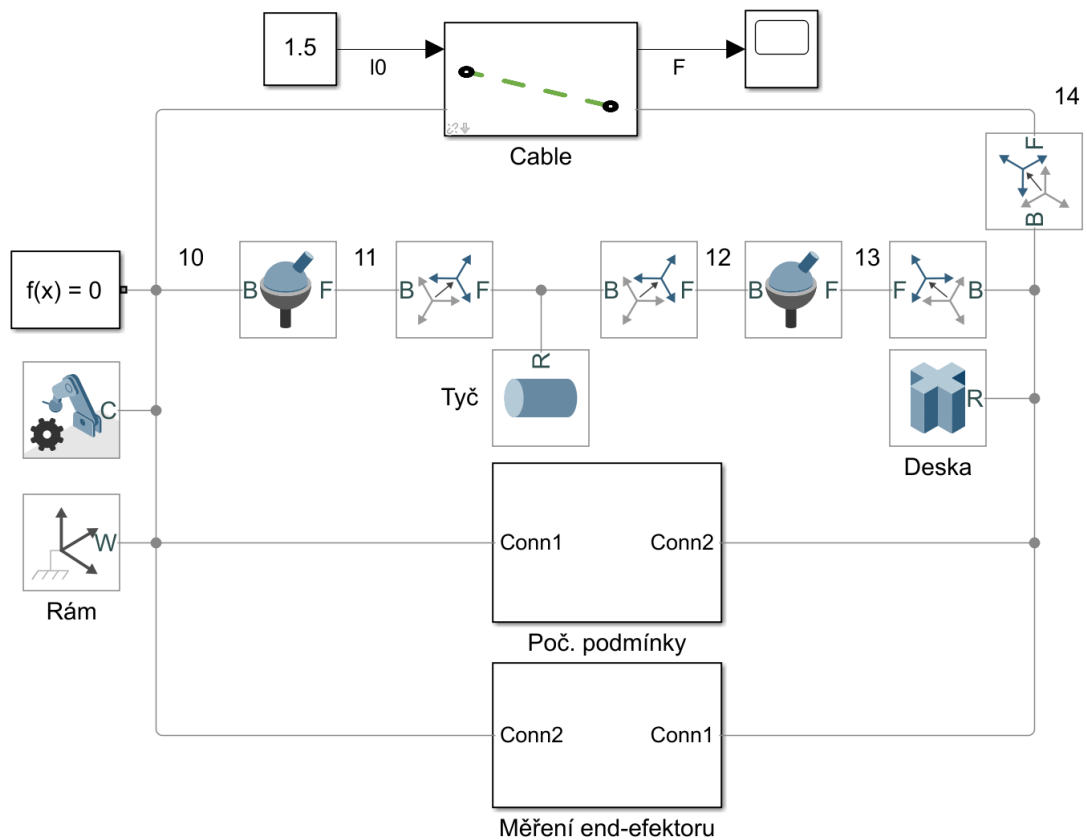 1.5
l0
F
Cable
14
F
B
10
11
12
13
f(x) = 0
B
F
B
F
B
F
B
F
F
B
R
Tyč
C
R
Deska
W
Rám
Conn1
Conn2
Poč. podmínky
Conn2
Conn1
Měření end-efektoru